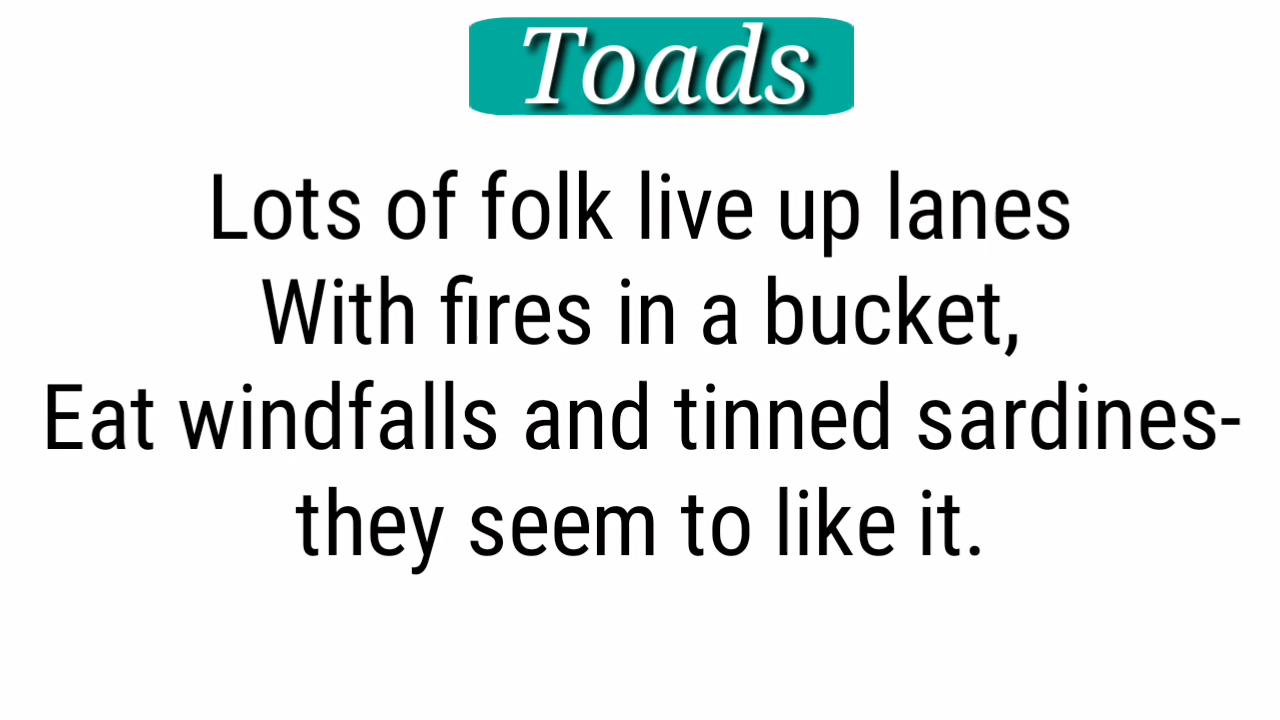 Toads
Lots of folk live up lanes
With fires in a bucket,
Eat windfalls and tinned sardines-
they seem to like it.